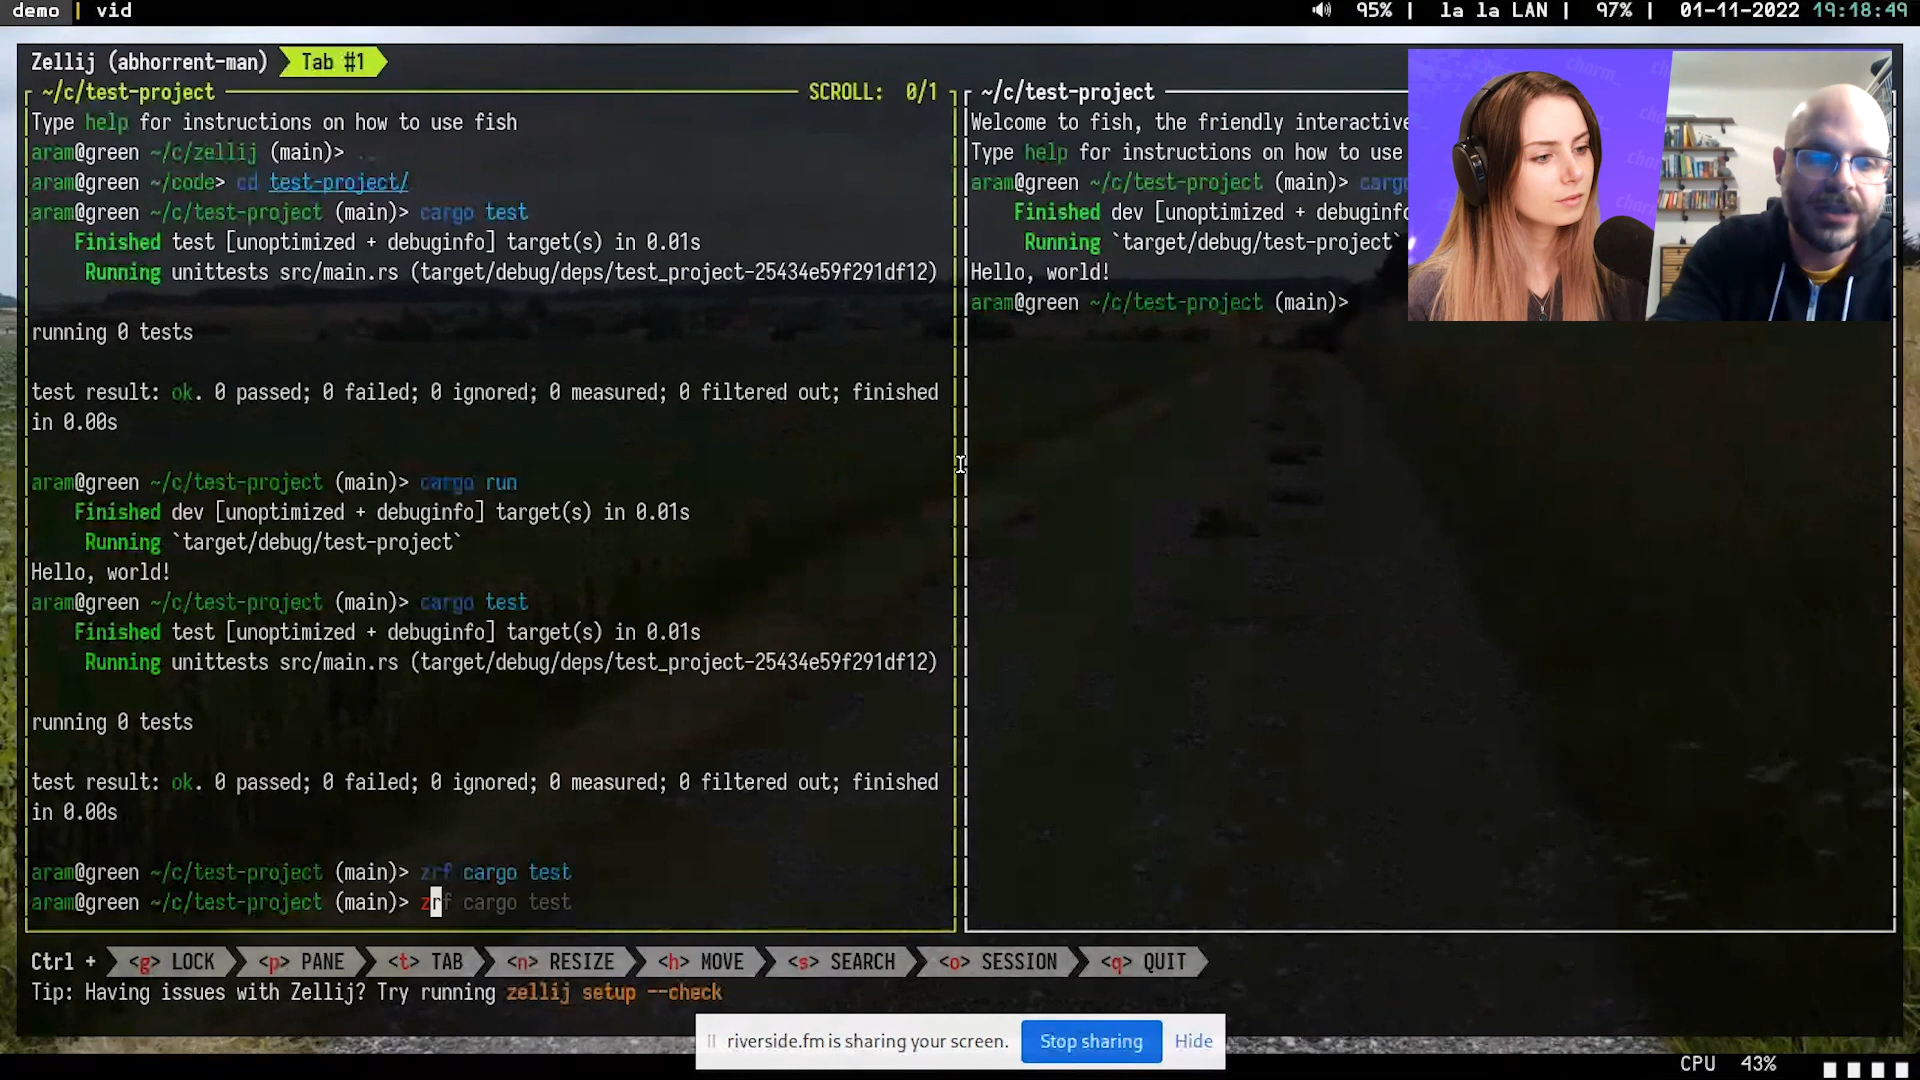 demo | vid
95% | la la LAN | 97% | 01-11-2022 19:18:49
Zellij (abhorrent-man) Tab #1
~/c/test-project SCROLL: 0/1
Type help for instructions on how to use fish
aram@green ~/c/zellij (main)> ..
aram@green ~/code> cd test-project/
aram@green ~/c/test-project (main)> cargo test
Finished test [unoptimized + debuginfo] target(s) in 0.01s
Running unittests src/main.rs (target/debug/deps/test_project-25434e59f291df12)
running 0 tests
test result: ok. 0 passed; 0 failed; 0 ignored; 0 measured; 0 filtered out; finished
in 0.00s
aram@green ~/c/test-project (main)> cargo run
Finished dev [unoptimized + debuginfo] target(s) in 0.01s
Running `target/debug/test-project`
Hello, world!
aram@green ~/c/test-project (main)> cargo test
Finished test [unoptimized + debuginfo] target(s) in 0.01s
Running unittests src/main.rs (target/debug/deps/test_project-25434e59f291df12)
running 0 tests
test result: ok. 0 passed; 0 failed; 0 ignored; 0 measured; 0 filtered out; finished
in 0.00s
aram@green ~/c/test-project (main)> zrf cargo test
aram@green ~/c/test-project (main)> zrf cargo test
~/c/test-project
Welcome to fish, the friendly interactive
Type help for instructions on how to use
aram@green ~/c/test-project (main)> cargo
Finished dev [unoptimized + debuginfo
Running `target/debug/test-project`
Hello, world!
aram@green ~/c/test-project (main)>
charm
Ctrl + <g> LOCK <p> PANE <t> TAB <n> RESIZE <h> MOVE <s> SEARCH <o> SESSION <q> QUIT
Tip: Having issues with Zellij? Try running zellij setup --check
riverside.fm is sharing your screen. Stop sharing Hide
CPU 43%